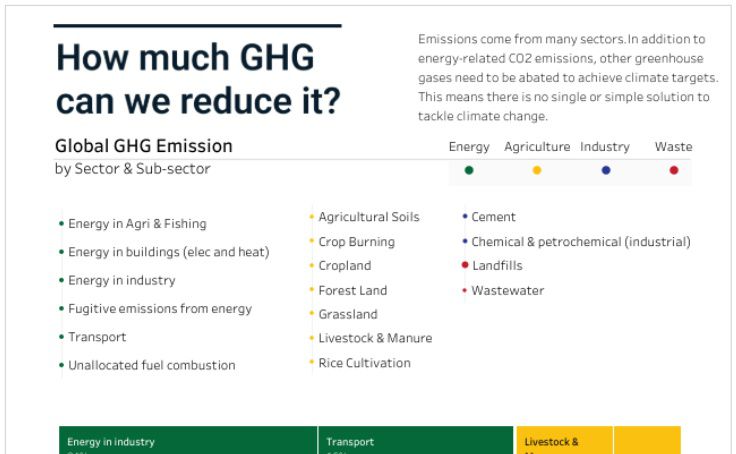 How much GHG
can we reduce it?
Emissions come from many sectors.In addition to
energy-related CO2 emissions, other greenhouse
gases need to be abated to achieve climate targets.
This means there is no single or simple solution to
tackle climate change.
Global GHG Emission
by Sector & Sub-sector
Energy Agriculture Industry Waste
Energy in Agri & Fishing
Energy in buildings (elec and heat)
Energy in industry
Fugitive emissions from energy
Transport
Unallocated fuel combustion
Agricultural Soils
Crop Burning
Cropland
Forest Land
Grassland
Livestock & Manure
Rice Cultivation
Cement
Chemical & petrochemical (industrial)
Landfills
Wastewater
Energy in industry
Transport
Livestock &